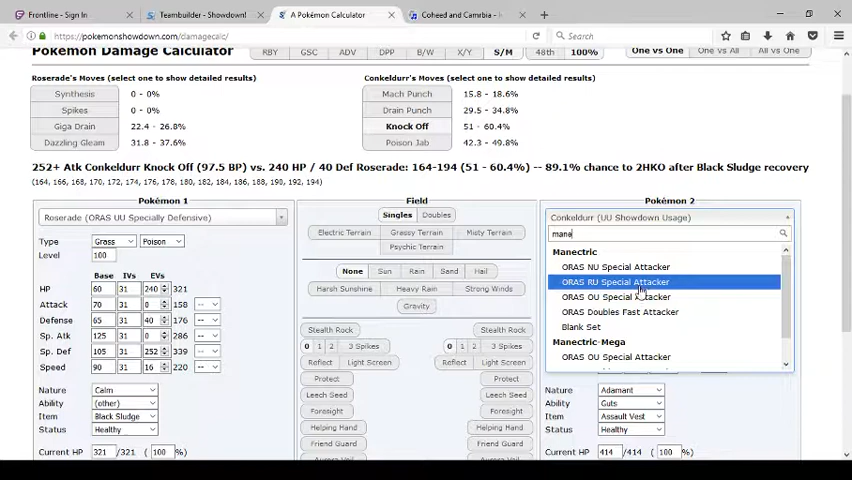 Frontline - Sign In
Teambuilder - Showdown!
A Pokémon Calculator
Coheed and Cambria -
https://pokemonshowdown.com/damagecalc/
Search
Pokémon Damage Calculator
RBY GSC ADV DPP B/W X/Y S/M 48th 100% One vs One One vs All All vs One
Roserade's Moves (select one to show detailed results)
Conkeldurr's Moves (select one to show detailed results)
Synthesis 0 - 0% Mach Punch 15.8 - 18.6%
Spikes 0 - 0% Drain Punch 29.5 - 34.8%
Giga Drain 22.4 - 26.8% Knock Off 51 - 60.4%
Dazzling Gleam 31.8 - 37.6% Poison Jab 42.3 - 49.8%
252+ Atk Conkeldurr Knock Off (97.5 BP) vs. 240 HP / 40 Def Roserade: 164-194 (51 - 60.4%) -- 89.1% chance to 2HKO after Black Sludge recovery
(164, 166, 168, 170, 172, 174, 176, 178, 180, 182, 184, 186, 188, 190, 192, 194)
Pokémon 1
Roserade (ORAS UU Specially Defensive)
Type Grass Poison
Level 100
Base IVs EVs
HP 60 31 240 321
Attack 70 31 0 158 --
Defense 65 31 40 176 --
Sp. Atk 125 31 0 --
Sp. Def 105 31 252 339 --
Speed 90 31 16 220 --
Nature Calm
Ability (other)
Item Black Sludge
Status Healthy
Current HP 321 /321 ( 100 %)
Field
Singles Doubles
Electric Terrain Grassy Terrain Misty Terrain
Psychic Terrain
None Sun Rain Sand Hail
Harsh Sunshine Heavy Rain Strong Winds
Gravity
Stealth Rock Stealth Rock
0 1 2 3 Spikes 0 1 2 3 Spikes
Reflect Light Screen Reflect Light Screen
Protect Protect
Leech Seed Leech Seed
Foresight Foresight
Helping Hand Helping Hand
Friend Guard Friend Guard
Aurora Veil Aurora Veil
Pokémon 2
Conkeldurr (UU Showdown Usage)
mane
Manectric
ORAS NU Special Attacker
ORAS RU Special Attacker
ORAS OU Special Attacker
ORAS Doubles Fast Attacker
Blank Set
Manectric-Mega
ORAS OU Special Attacker
Nature Adamant
Ability Guts
Item Assault Vest
Status Healthy
Current HP 414 /414 ( 100 %)